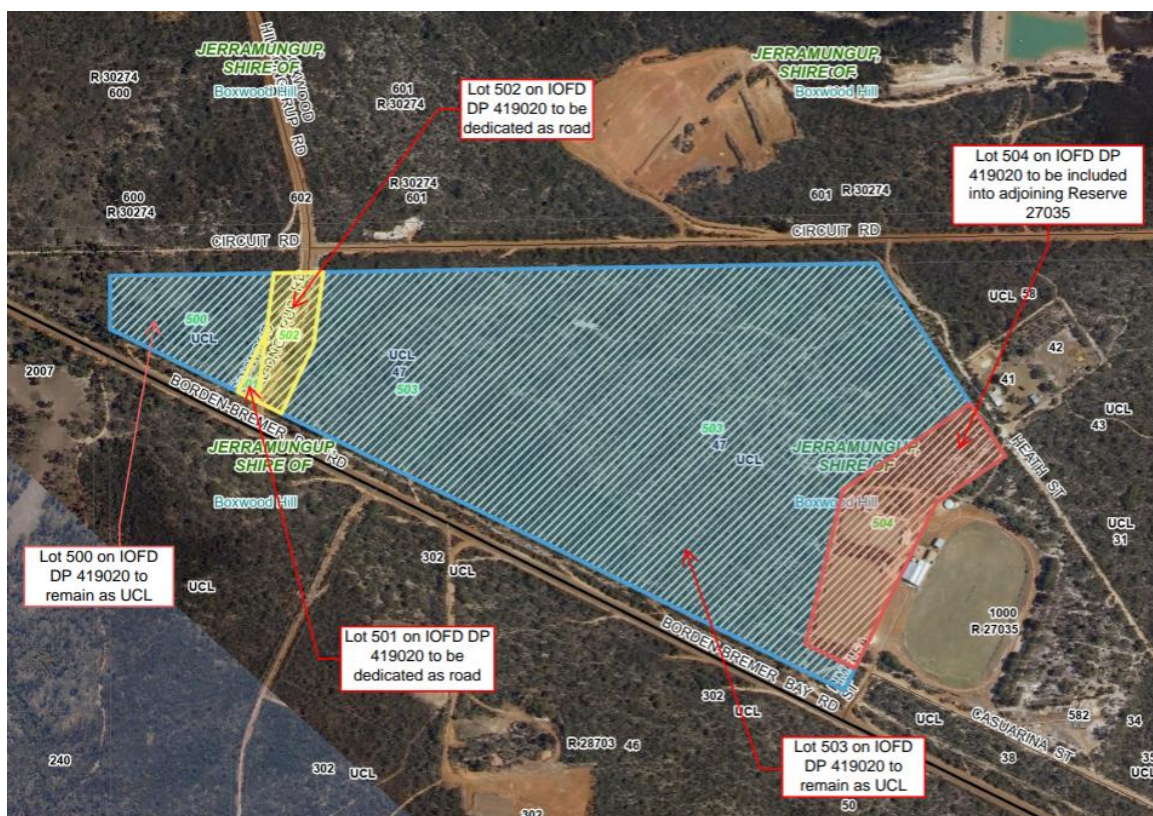 JERRAMUNGUP,
SHIRE OF
Boxwood Hill
R 30274
600
601
R 30274
Lot 502 on IOFD
DP 419020 to be
dedicated as road
JERRAMUNGUP,
SHIRE OF
Boxwood Hill
Lot 504 on IOFD DP
419020 to be included
into adjoining Reserve
27035
600
R 30274
602
R 30274
601
601 R 30274
CIRCUIT RD
CIRCUIT RD
UCL 58
42
41
UCL
43
500
UCL
502
UCL
47
503
503
47 UCL
2007
BORDEN-BREMER BAY RD
JERRAMUNGUP,
SHIRE OF
Boxwood Hill
JERRAMUNGUP,
SHIRE OF
Boxwood Hill
504
HEATH ST
UCL
31
Lot 500 on IOFD
DP 419020 to
remain as UCL
UCL
302
UCL
1000
R 27035
Lot 501 on IOFD DP
419020 to be
dedicated as road
BORDEN-BREMER BAY RD
ST
302
UCL
UCL
CASUARINA ST
582
34
38
35
UCL
R 28703 46
Lot 503 on IOFD
DP 419020 to
remain as UCL
240
302 UCL
302
50